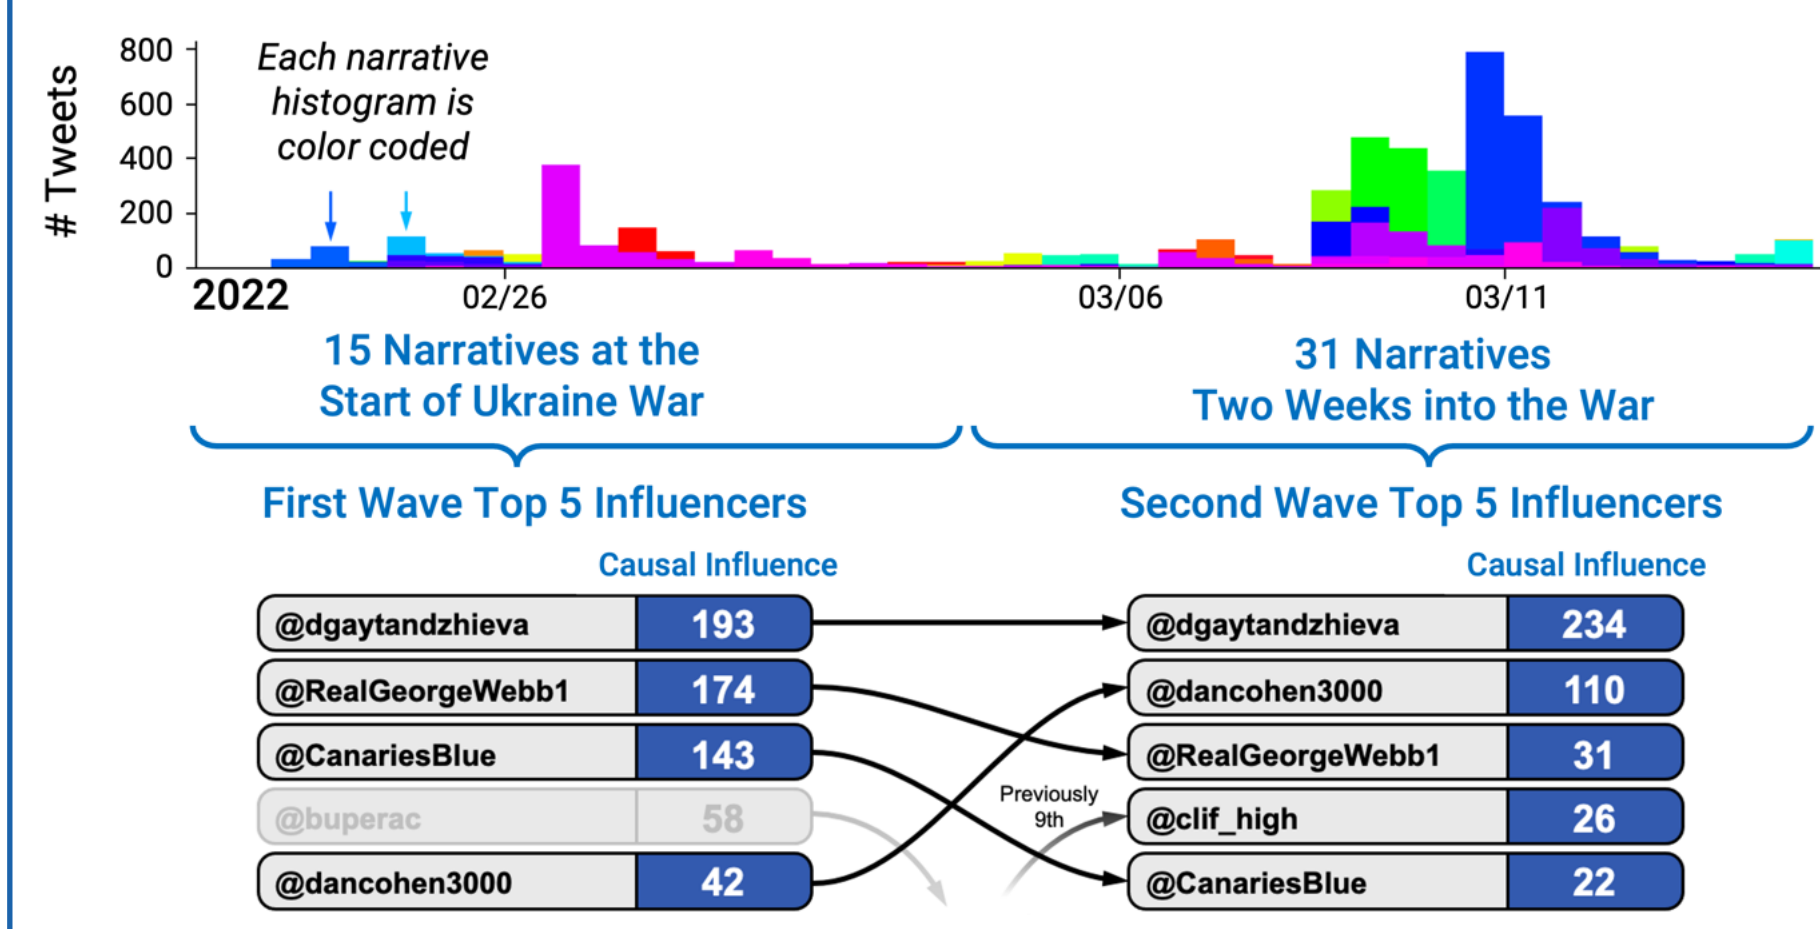 # Tweets
800
600
400
200
0
Each narrative
histogram is
color coded
2022
02/26
03/06
03/11
15 Narratives at the
Start of Ukraine War
31 Narratives
Two Weeks into the War
First Wave Top 5 Influencers
Causal Influence
@dgaytandzhieva 193
@RealGeorgeWebb1 174
@CanariesBlue 143
@buperac 58
@dancohen3000 42
Previously
9th
Second Wave Top 5 Influencers
Causal Influence
@dgaytandzhieva 234
@dancohen3000 110
@RealGeorgeWebb1 31
@clif_high 26
@CanariesBlue 22